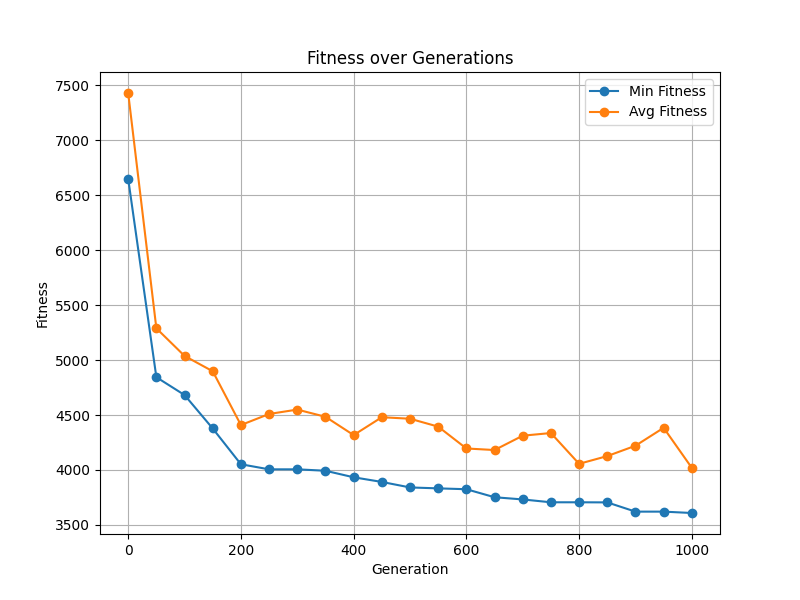 Fitness over Generations
Min Fitness
Avg Fitness
7500
7000
6500
6000
5500
5000
4500
4000
3500
Fitness
0 200 400 600 800 1000
Generation